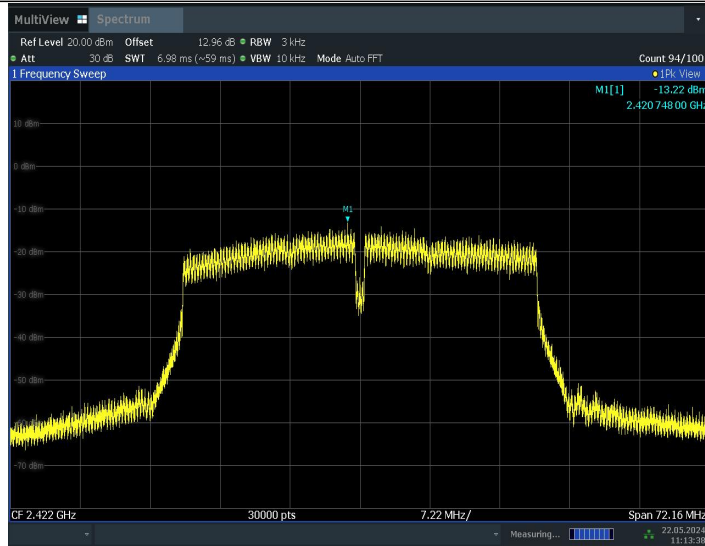 MultiView Spectrum
Ref Level 20.00 dBm Offset 12.96 dB RBW 3 kHz
Att 30 dB SWT 6.98 ms (~59 ms) VBW 10 kHz Mode Auto FFT Count 94/100
1 Frequency Sweep 1Pk View
M1[1] -13.22 dBm
2.420 748 00 GHz
10 dBm
0 dBm
-10 dBm
M1
-20 dBm
-30 dBm
-40 dBm
-50 dBm
-70 dBm
CF 2.422 GHz 30000 pts 7.22 MHz/ Span 72.16 MHz
Measuring... 22.05.2024
11:13:38